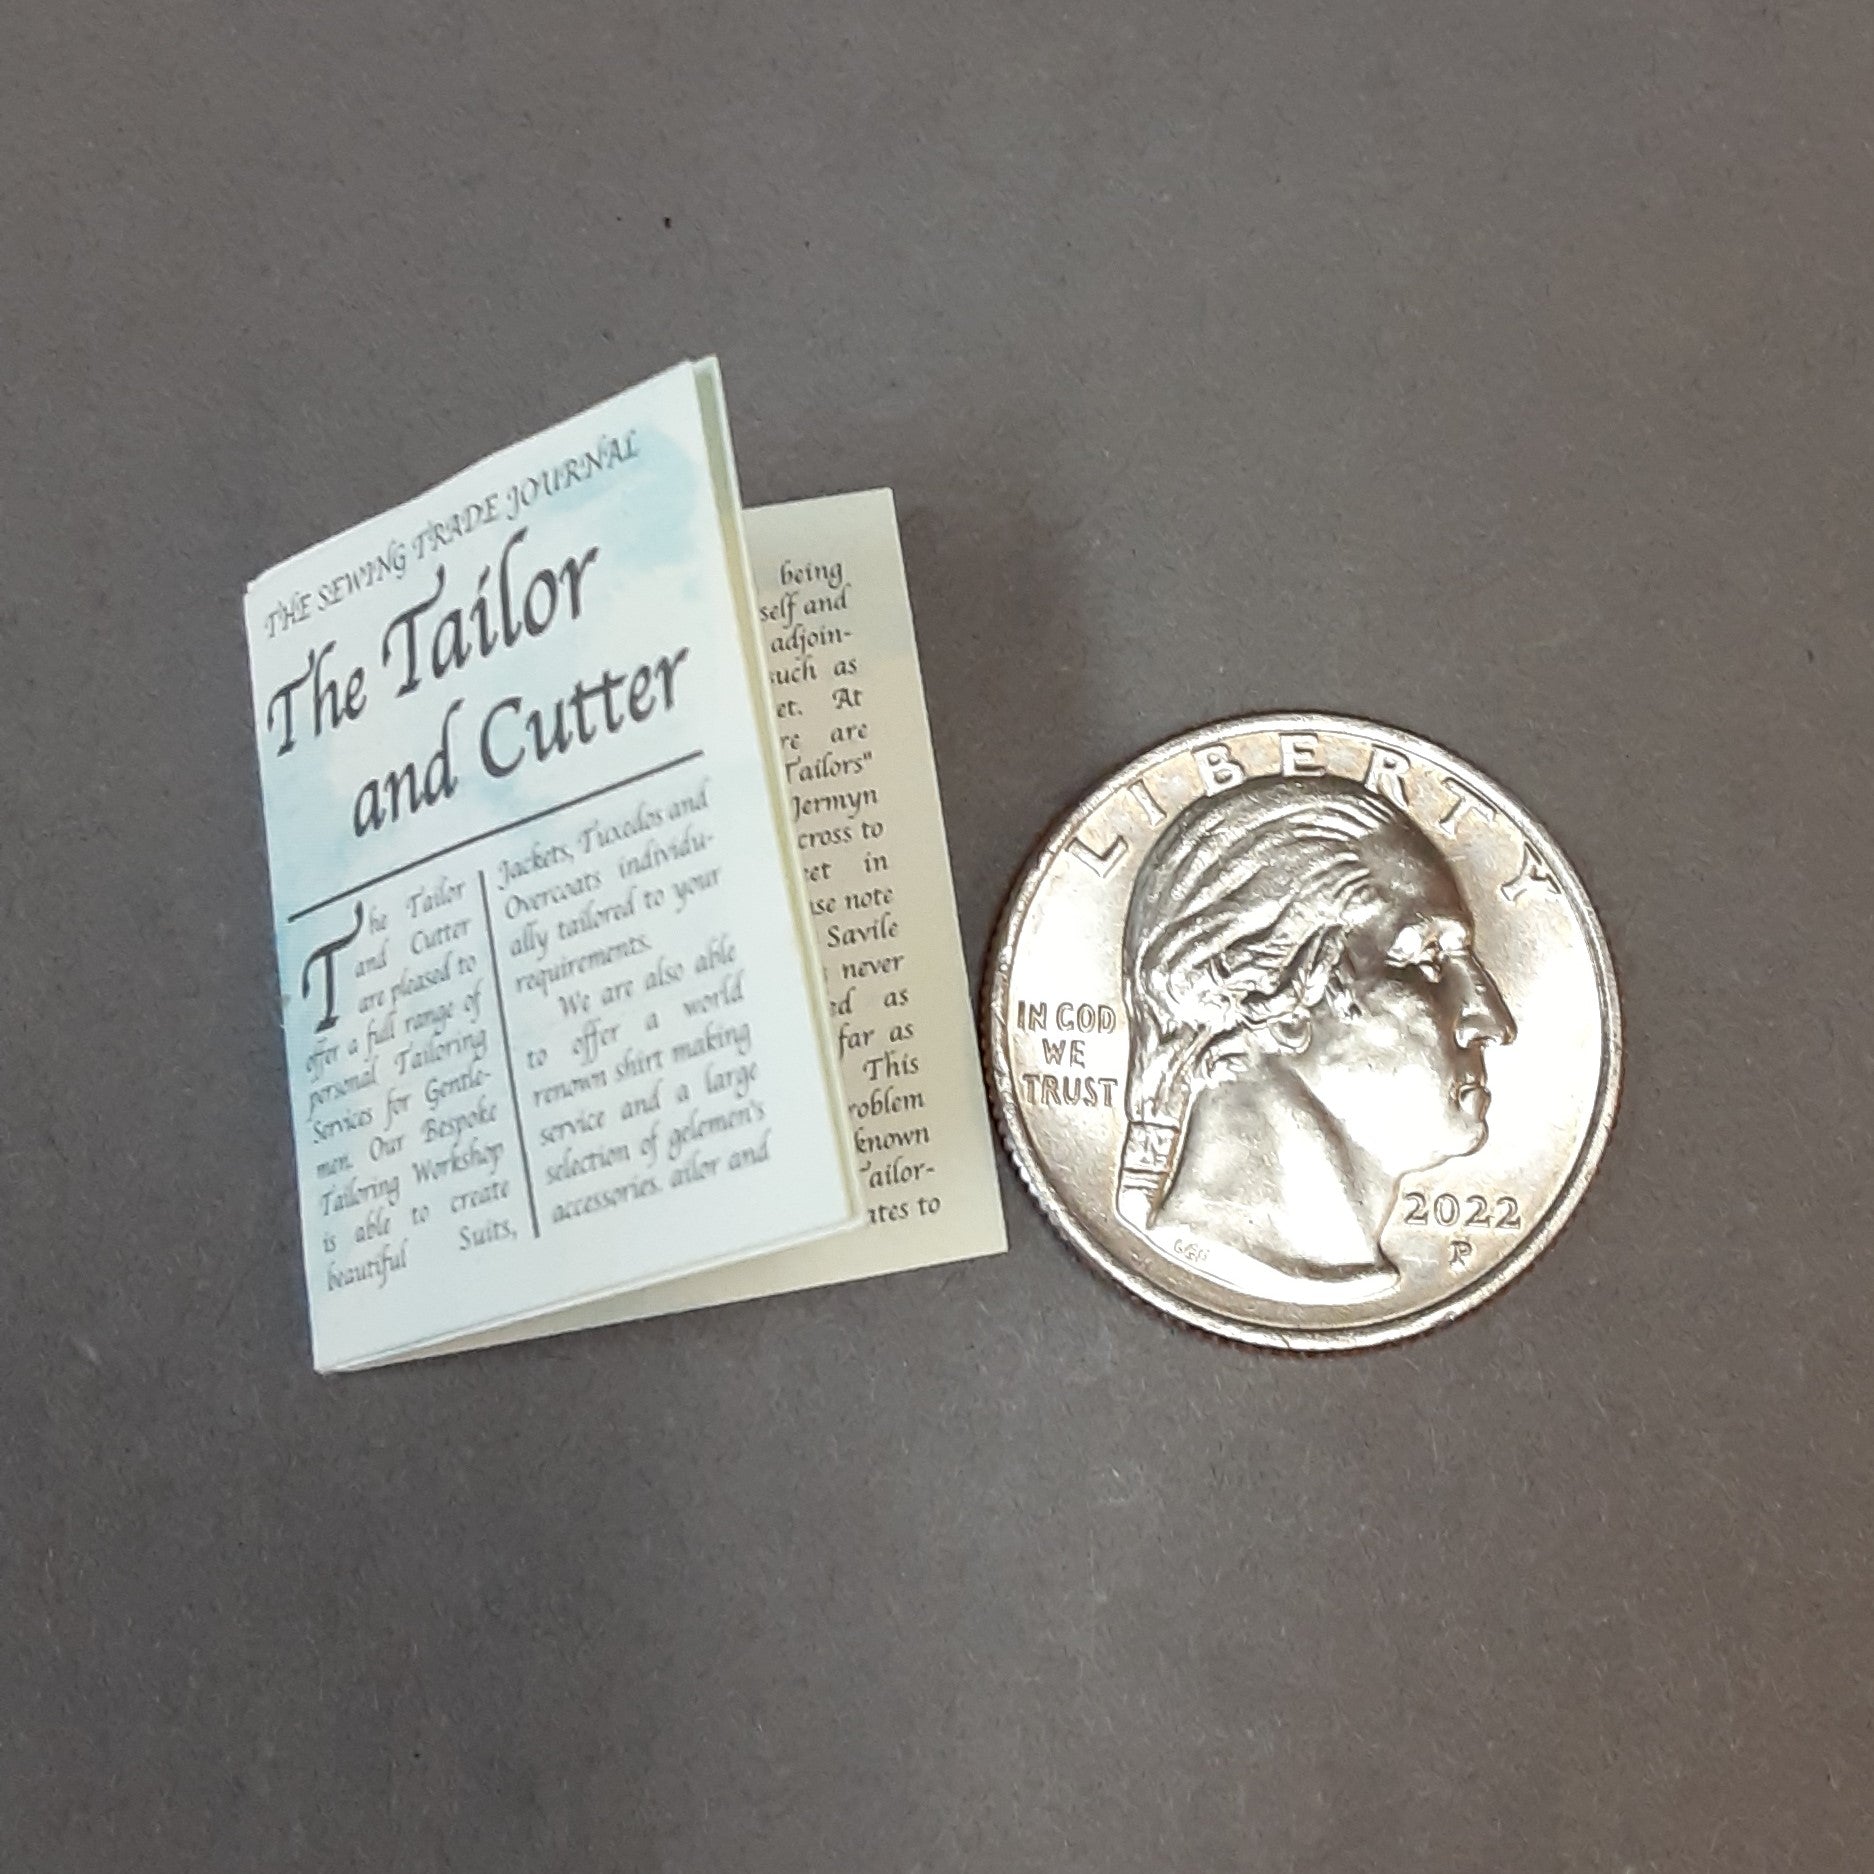 THE SEWING TRADE JOURNAL
The Tailor
and Cutter
The Tailor
and Cutter
are pleased to
offer a full range of
personal Tailoring
Services for Gentle-
men. Our Bespoke
Tailoring Workshop
is able to create
beautiful Suits,
Jackets, Tuxedos and
Overcoats individu-
ally tailored to your
requirements.
We are also able
to offer a world
renown shirt making
service and a large
selection of gelemen's
accessories. ailor and
being
self and
adjoin-
such as
et. At
re are
Tailors"
Jermyn
cross to
et in
se note
Savile
never
ed as
far as
This
roblem
known
Tailor-
ates to
LIBERTY
IN GOD
WE
TRUST
2022
P